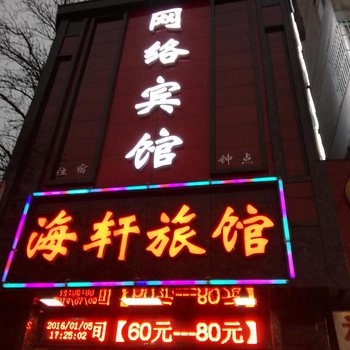 网络宾馆
住宿
钟点
海轩旅馆
2016/01/05
17:25:02
司【60元---80元】